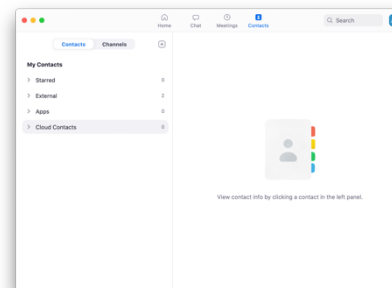 Home
Chat
Meetings
Contacts
Search
Contacts
Channels
My Contacts
Starred 0
External 3
Apps 0
Cloud Contacts 0
View contact info by clicking a contact in the left panel.